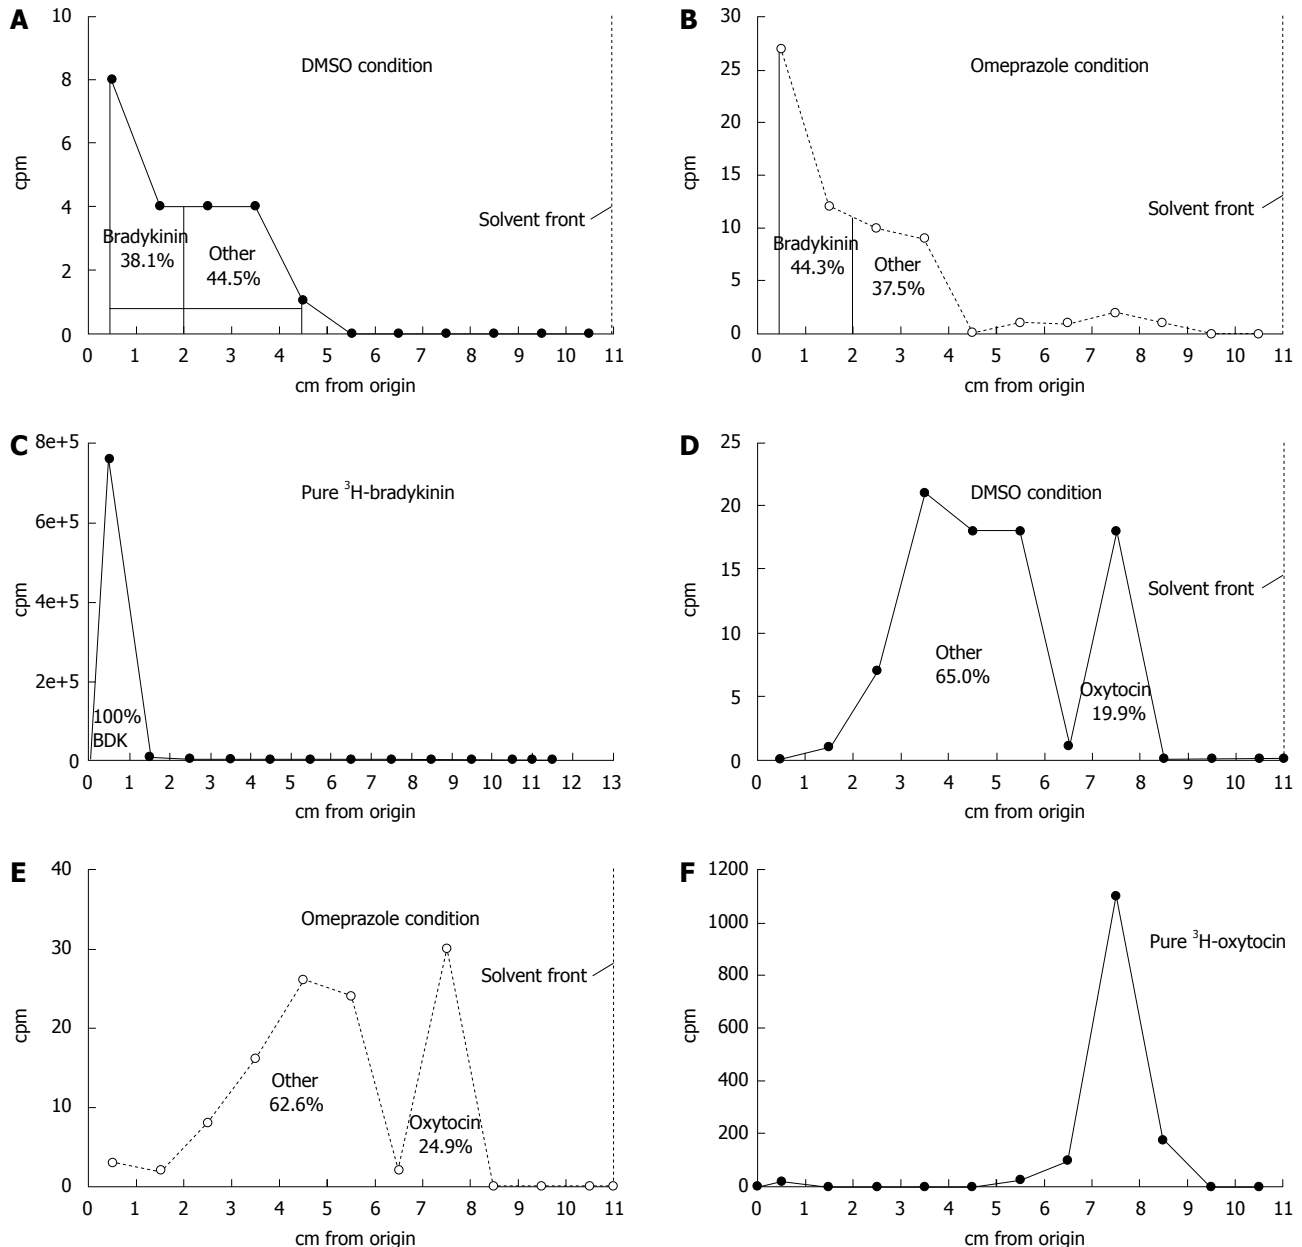 A
10
8
6
4
2
0
cpm
DMSO condition
Solvent front
Bradykinin
38.1%
Other
44.5%
0 1 2 3 4 5 6 7 8 9 10 11
cm from origin
B
30
25
20
15
10
5
0
cpm
Omeprazole condition
Solvent front
Bradykinin
44.3%
Other
37.5%
0 1 2 3 4 5 6 7 8 9 10 11
cm from origin
C
8e+5
6e+5
4e+5
2e+5
0
cpm
Pure ³H-bradykinin
100%
BDK
0 1 2 3 4 5 6 7 8 9 10 11 12 13
cm from origin
D
25
20
15
10
5
0
cpm
DMSO condition
Solvent front
Other
65.0%
Oxytocin
19.9%
0 1 2 3 4 5 6 7 8 9 10 11
cm from origin
E
40
30
20
10
0
cpm
Omeprazole condition
Solvent front
Other
62.6%
Oxytocin
24.9%
0 1 2 3 4 5 6 7 8 9 10 11
cm from origin
F
1200
1000
800
600
400
200
0
cpm
Pure ³H-oxytocin
0 1 2 3 4 5 6 7 8 9 10 11
cm from origin